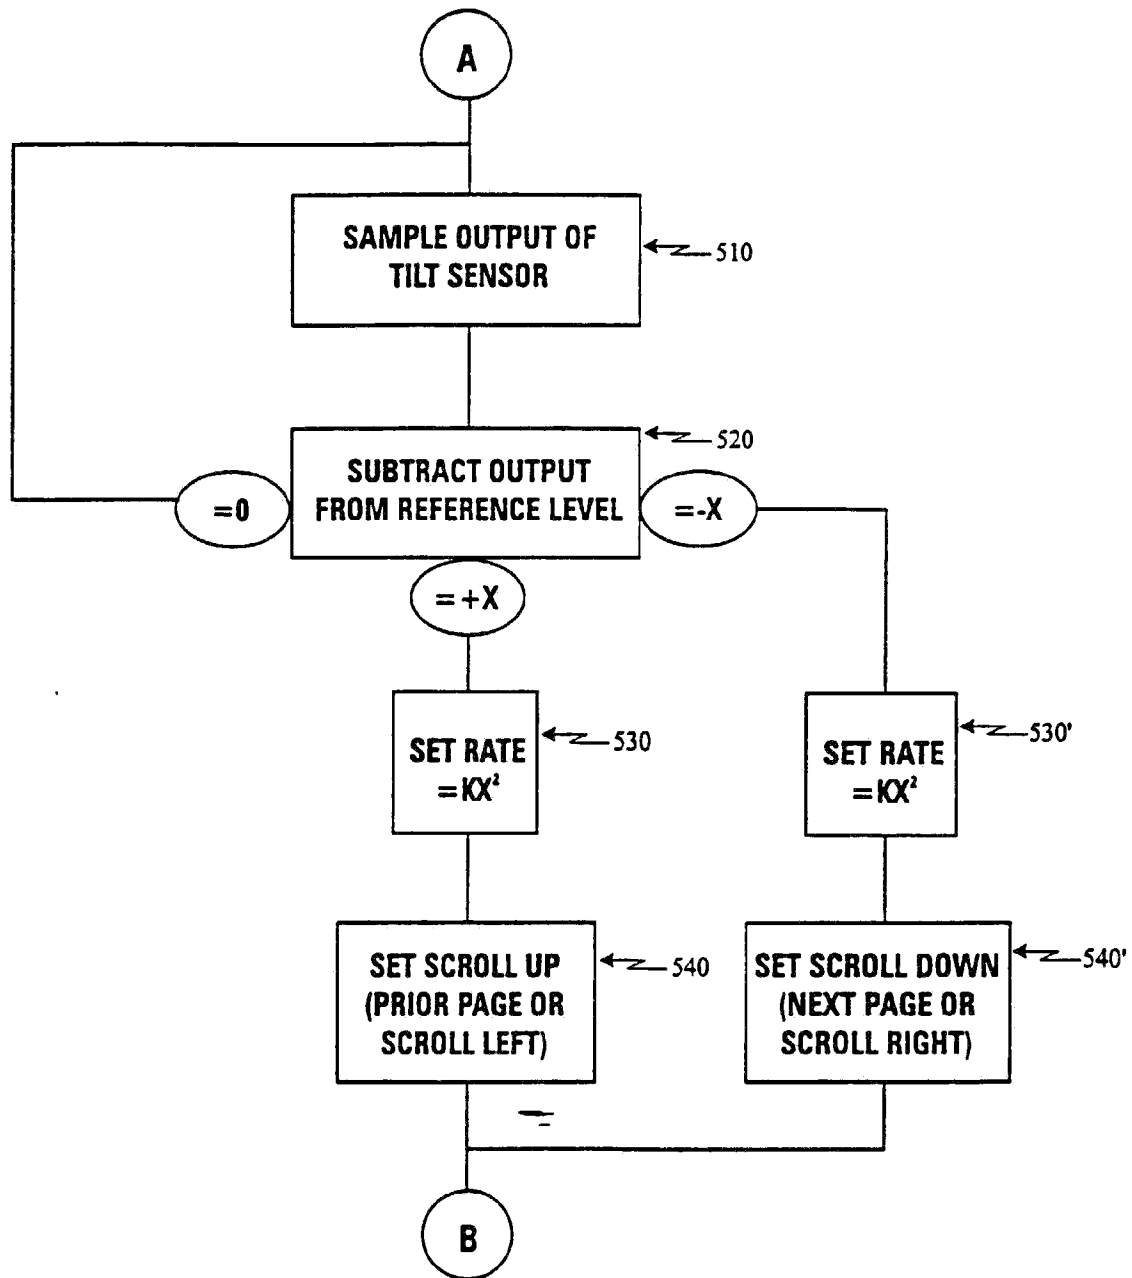 A
SAMPLE OUTPUT OF
TILT SENSOR
510
520
SUBTRACT OUTPUT
FROM REFERENCE LEVEL
=0
=-X
=+X
SET RATE
=KX²
530
SET RATE
=KX²
530'
SET SCROLL UP
(PRIOR PAGE OR
SCROLL LEFT)
540
SET SCROLL DOWN
(NEXT PAGE OR
SCROLL RIGHT)
540'
B